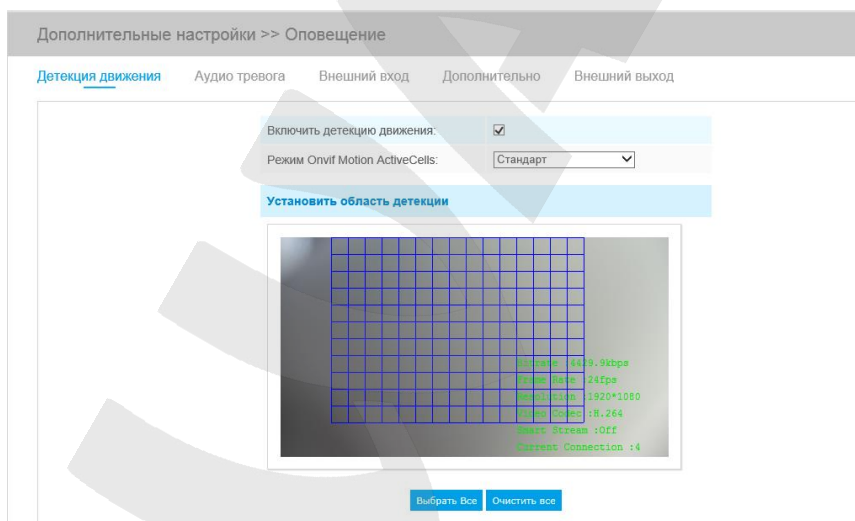 Дополнительные настройки >> Оповещение
Детекция движения Аудио тревога Внешний вход Дополнительно Внешний выход
Включить детекцию движения:
Режим Onvif Motion ActiveCells: Стандарт
Установить область детекции
Bitrate :4429.9kbps
Frame Rate :24fps
Resolution :1920*1080
Video Codec :H.264
Smart Stream :Off
Current Connection :4
Выбрать Все Очистить все